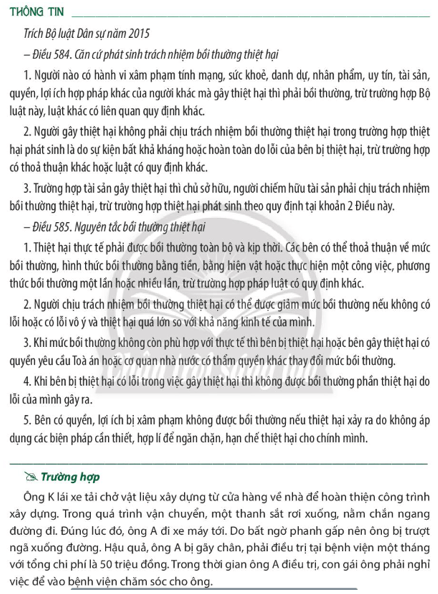 THÔNG TIN
Trích Bộ luật Dân sự năm 2015
– Điều 584. Căn cứ phát sinh trách nhiệm bồi thường thiệt hại
1. Người nào có hành vi xâm phạm tính mạng, sức khoẻ, danh dự, nhân phẩm, uy tín, tài sản,
quyền, lợi ích hợp pháp khác của người khác mà gây thiệt hại thì phải bồi thường, trừ trường hợp Bộ
luật này, luật khác có liên quan quy định khác.
2. Người gây thiệt hại không phải chịu trách nhiệm bồi thường thiệt hại trong trường hợp thiệt
hại phát sinh là do sự kiện bất khả kháng hoặc hoàn toàn do lỗi của bên bị thiệt hại, trừ trường hợp
có thoả thuận khác hoặc luật có quy định khác.
3. Trường hợp tài sản gây thiệt hại thì chủ sở hữu, người chiếm hữu tài sản phải chịu trách nhiệm
bồi thường thiệt hại, trừ trường hợp thiệt hại phát sinh theo quy định tại khoản 2 Điều này.
– Điều 585. Nguyên tắc bồi thường thiệt hại
1. Thiệt hại thực tế phải được bồi thường toàn bộ và kịp thời. Các bên có thể thoả thuận về mức
bồi thường, hình thức bồi thường bằng tiền, bằng hiện vật hoặc thực hiện một công việc, phương
thức bồi thường một lần hoặc nhiều lần, trừ trường hợp pháp luật có quy định khác.
2. Người chịu trách nhiệm bồi thường thiệt hại có thể được giảm mức bồi thường nếu không có
lỗi hoặc có lỗi vô ý và thiệt hại quá lớn so với khả năng kinh tế của mình.
3. Khi mức bồi thường không còn phù hợp với thực tế thì bên bị thiệt hại hoặc bên gây thiệt hại có
quyền yêu cầu Toà án hoặc cơ quan nhà nước có thẩm quyền khác thay đổi mức bồi thường.
4. Khi bên bị thiệt hại có lỗi trong việc gây thiệt hại thì không được bồi thường phần thiệt hại do
lỗi của mình gây ra.
5. Bên có quyền, lợi ích bị xâm phạm không được bồi thường nếu thiệt hại xảy ra do không áp
dụng các biện pháp cần thiết, hợp lí để ngăn chặn, hạn chế thiệt hại cho chính mình.
Trường hợp
Ông K lái xe tải chở vật liệu xây dựng từ cửa hàng về nhà để hoàn thiện công trình
xây dựng. Trong quá trình vận chuyển, một thanh sắt rơi xuống, nằm chắn ngang
đường đi. Đúng lúc đó, ông A đi xe máy tới. Do bất ngờ phanh gấp nên ông bị trượt
ngã xuống đường. Hậu quả, ông A bị gãy chân, phải điều trị tại bệnh viện một tháng
với tổng chi phí là 50 triệu đồng. Trong thời gian ông A điều trị, con gái ông phải nghỉ
việc để vào bệnh viện chăm sóc cho ông.